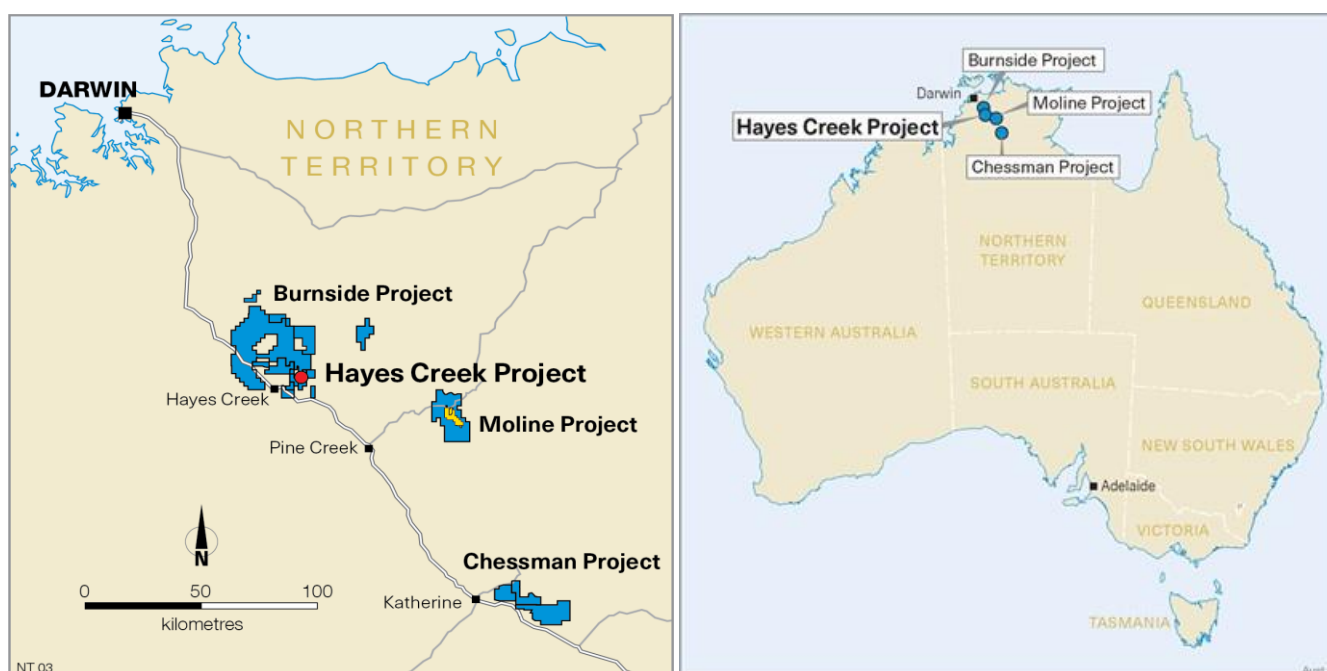 DARWIN
NORTHERN
TERRITORY
Burnside Project
Hayes Creek Project
Hayes Creek
Moline Project
Pine Creek
N
Chessman Project
0 50 100
kilometres
Katherine
NT 03
Burnside Project
Darwin
Moline Project
Hayes Creek Project
Chessman Project
NORTHERN
TERRITORY
QUEENSLAND
WESTERN AUSTRALIA
SOUTH AUSTRALIA
NEW SOUTH WALES
Adelaide
VICTORIA
TASMANIA